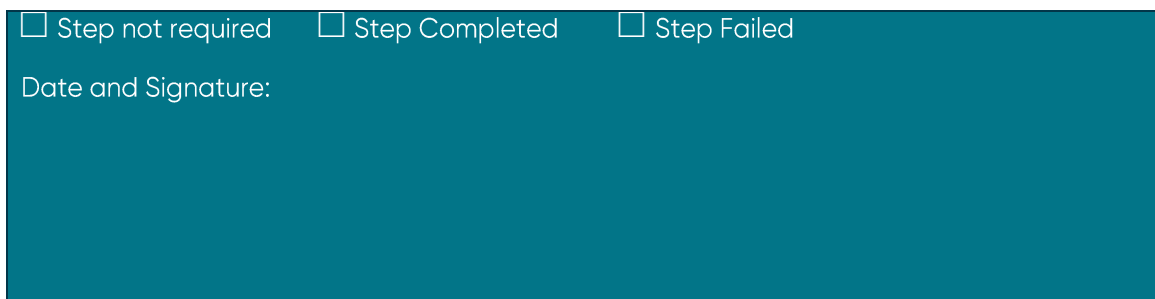 ☐ Step not required ☐ Step Completed ☐ Step Failed
Date and Signature: